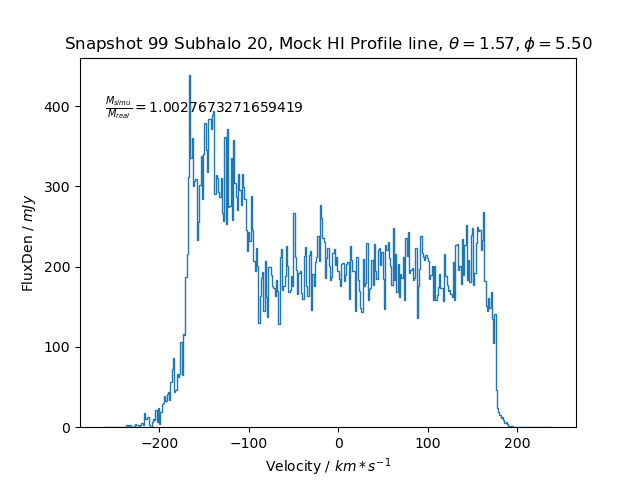 Snapshot 99 Subhalo 20, Mock HI Profile line, θ = 1.57, ϕ = 5.50
M_simu / M_real = 1.0027673271659419
400
300
200
100
0
FluxDen / mJy
−200 −100 0 100 200
Velocity / km * s⁻¹